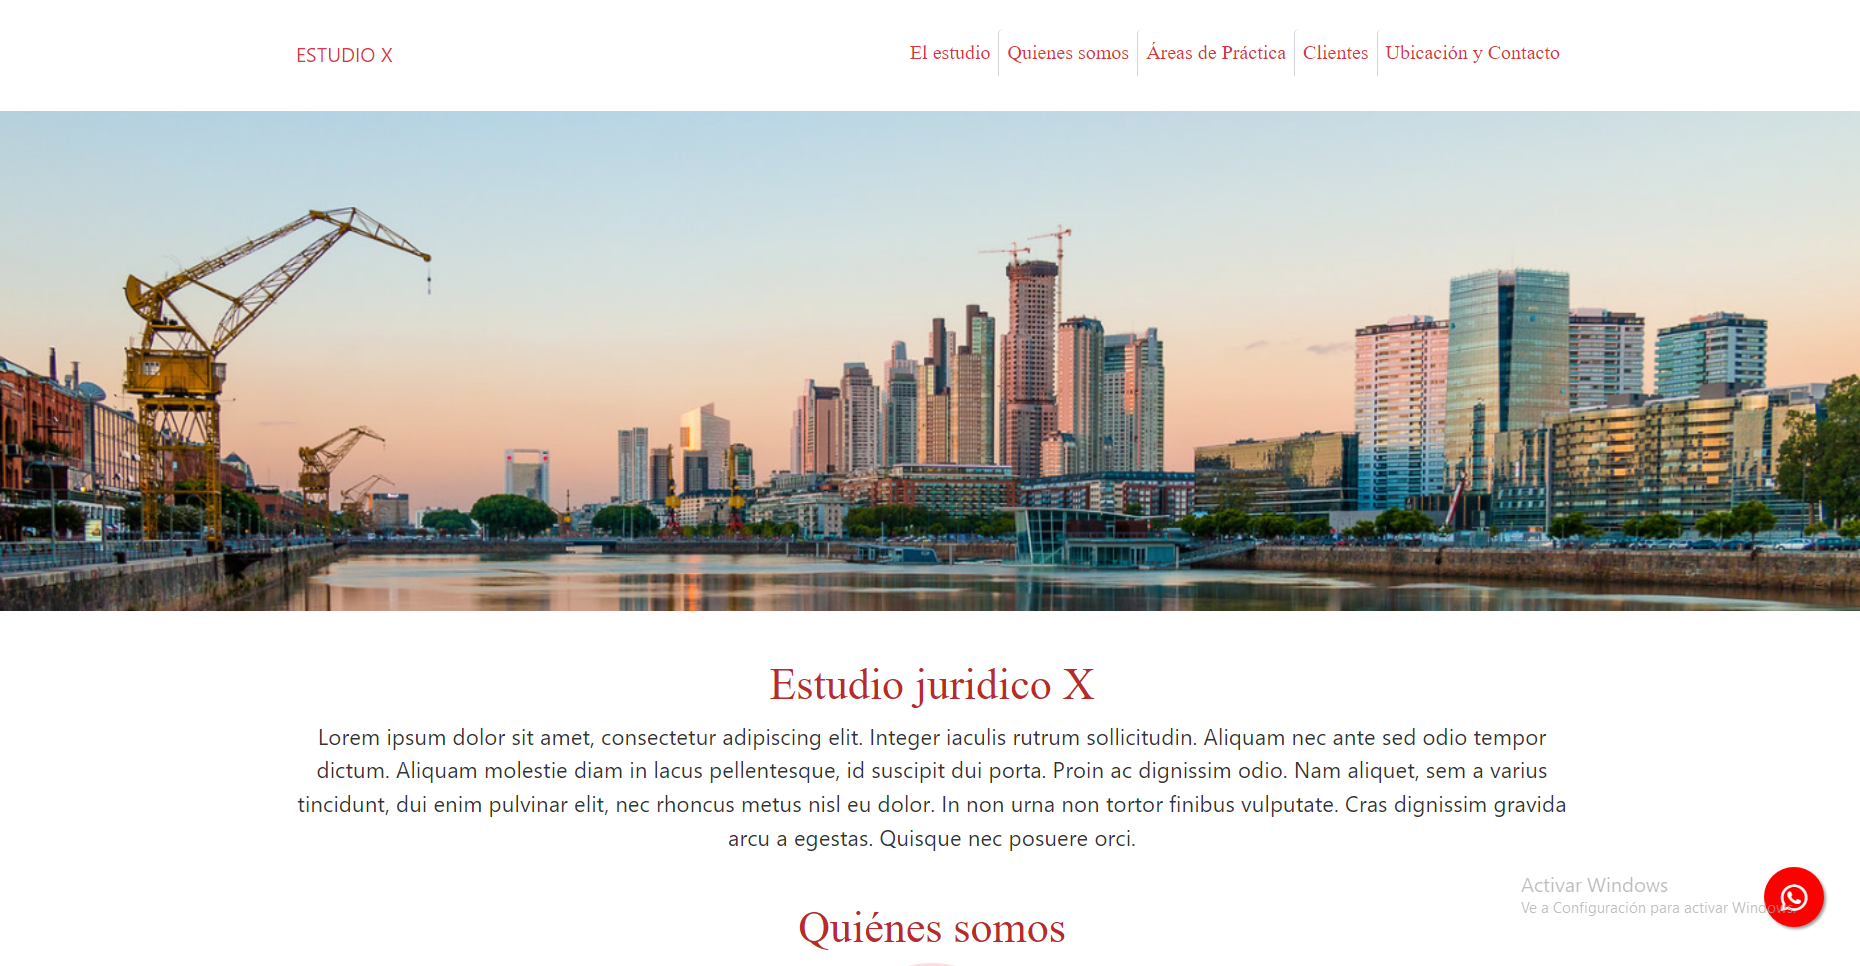 ESTUDIO X
El estudio
Quienes somos
Áreas de Práctica
Clientes
Ubicación y Contacto
Estudio juridico X
Lorem ipsum dolor sit amet, consectetur adipiscing elit. Integer iaculis rutrum sollicitudin. Aliquam nec ante sed odio tempor
dictum. Aliquam molestie diam in lacus pellentesque, id suscipit dui porta. Proin ac dignissim odio. Nam aliquet, sem a varius
tincidunt, dui enim pulvinar elit, nec rhoncus metus nisl eu dolor. In non urna non tortor finibus vulputate. Cras dignissim gravida
arcu a egestas. Quisque nec posuere orci.
Activar Windows
Ve a Configuración para activar Windows.
Quiénes somos